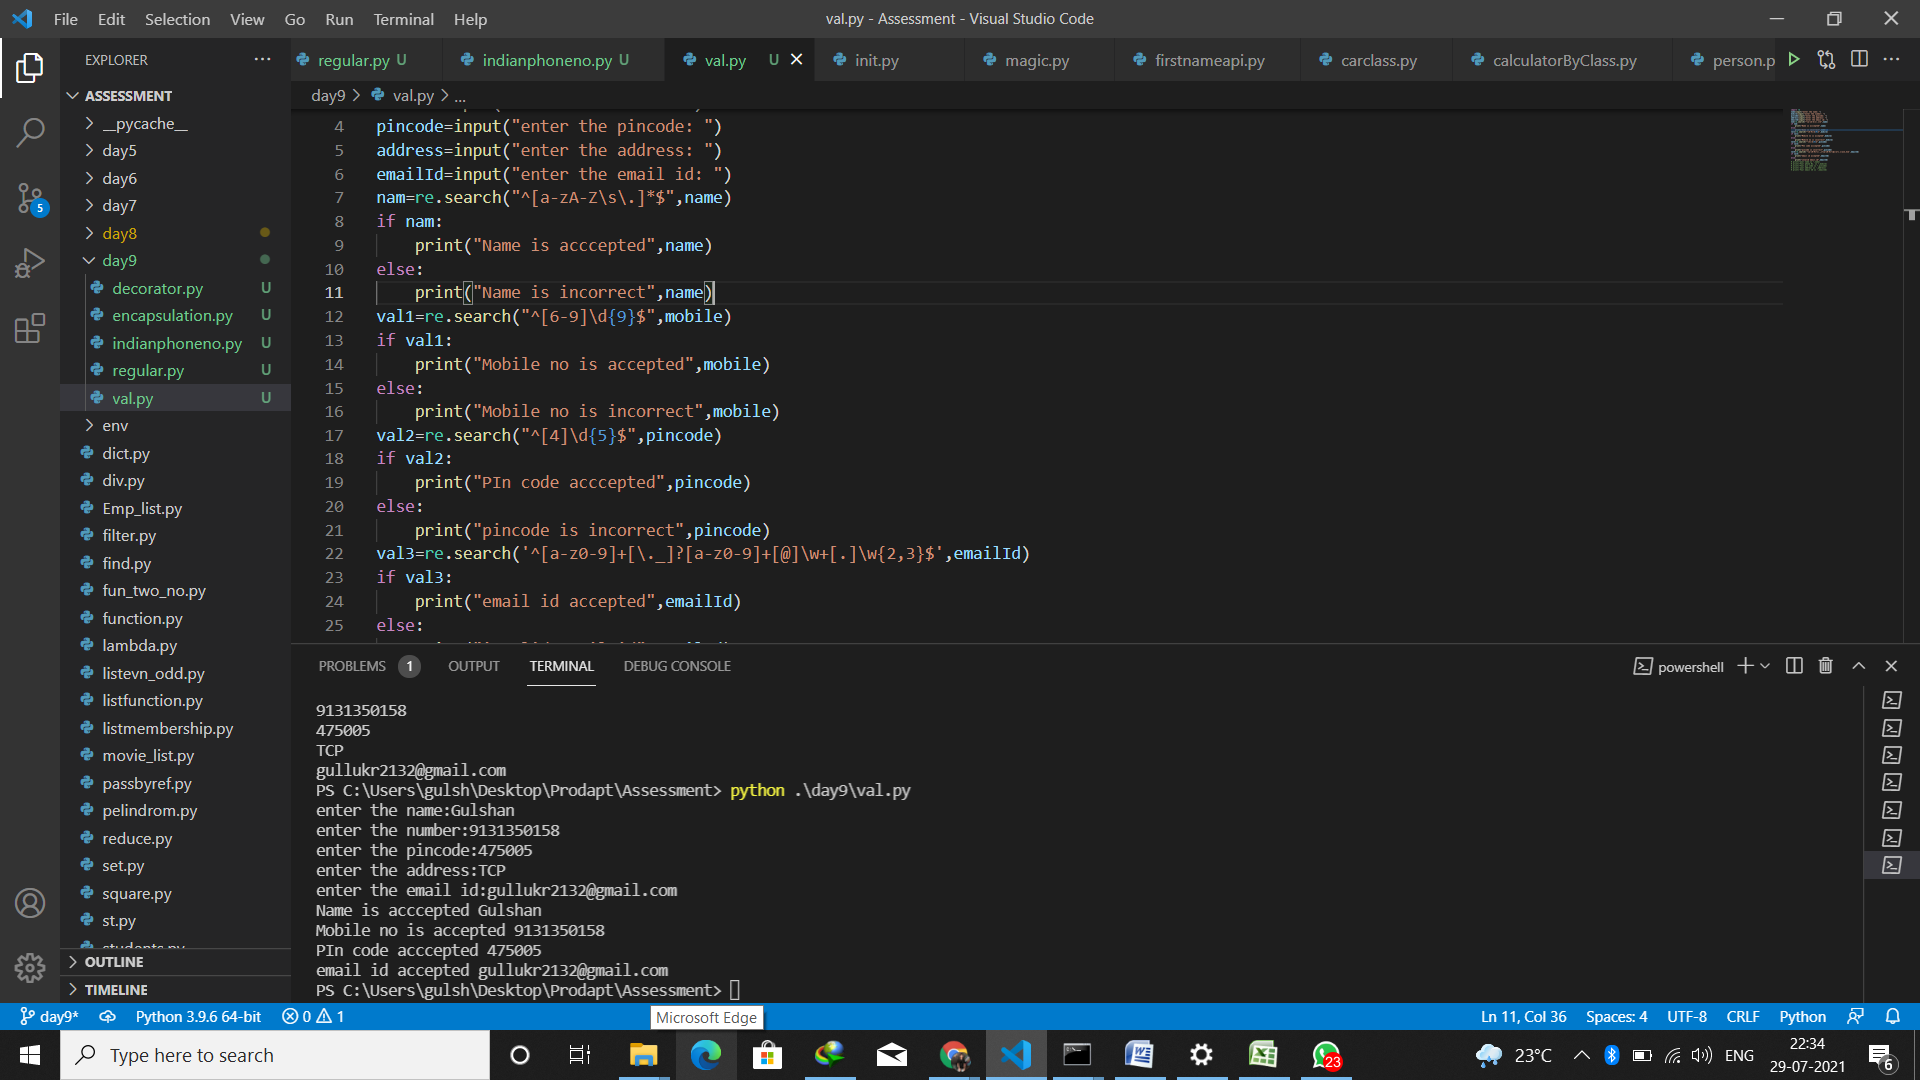 File Edit Selection View Go Run Terminal Help
val.py - Assessment - Visual Studio Code
EXPLORER
regular.py U
indianphoneno.py U
val.py U
init.py
magic.py
firstnameapi.py
carclass.py
calculatorByClass.py
person.p
ASSESSMENT
__pycache__
day5
day6
day7
day8
day9
decorator.py U
encapsulation.py U
indianphoneno.py U
regular.py U
val.py U
env
dict.py
div.py
Emp_list.py
filter.py
find.py
fun_two_no.py
function.py
lambda.py
listevn_odd.py
listfunction.py
listmembership.py
movie_list.py
passbyref.py
pelindrom.py
reduce.py
set.py
square.py
st.py
students.py
OUTLINE
TIMELINE
5
day9 > val.py > ...
4 pincode=input("enter the pincode: ")
5 address=input("enter the address: ")
6 emailId=input("enter the email id: ")
7 nam=re.search("^[a-zA-Z\s\.]*$",name)
8 if nam:
9 print("Name is acccepted",name)
10 else:
11 print("Name is incorrect",name)
12 val1=re.search("^[6-9]\d{9}$",mobile)
13 if val1:
14 print("Mobile no is accepted",mobile)
15 else:
16 print("Mobile no is incorrect",mobile)
17 val2=re.search("^[4]\d{5}$",pincode)
18 if val2:
19 print("PIn code acccepted",pincode)
20 else:
21 print("pincode is incorrect",pincode)
22 val3=re.search('^[a-z0-9]+[\._]?[a-z0-9]+[@]\w+[.]\w{2,3}$',emailId)
23 if val3:
24 print("email id accepted",emailId)
25 else:
PROBLEMS 1 OUTPUT TERMINAL DEBUG CONSOLE
powershell
9131350158
475005
TCP
gullukr2132@gmail.com
PS C:\Users\gulsh\Desktop\Prodapt\Assessment> python .\day9\val.py
enter the name:Gulshan
enter the number:9131350158
enter the pincode:475005
enter the address:TCP
enter the email id:gullukr2132@gmail.com
Name is acccepted Gulshan
Mobile no is accepted 9131350158
PIn code acccepted 475005
email id accepted gullukr2132@gmail.com
PS C:\Users\gulsh\Desktop\Prodapt\Assessment>
day9* Python 3.9.6 64-bit 0 1
Microsoft Edge
Ln 11, Col 36 Spaces: 4 UTF-8 CRLF Python
Type here to search
23
23°C
ENG
22:34
29-07-2021
6